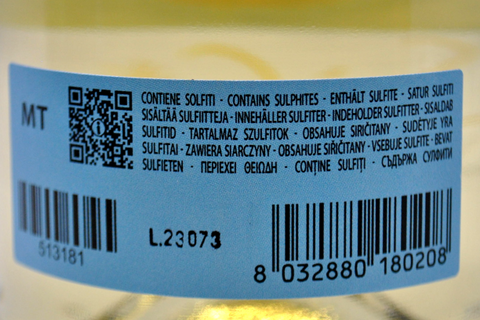 MT
CONTIENE SOLFITI - CONTAINS SULPHITES - ENTHÄLT SULFITE - SATUR SULFITI
SISÄLTÄÄ SULFIITTEJA - INNEHÅLLER SULFITER - INDEHOLDER SULFITTER - SISALDAB
SULFITID - TARTALMAZ SZULFITOK - OBSAHUJE SIRIČITANY - SUDĖTYJE YRA
SULFITAI - ZAWIERA SIARCZYNY - OBSAHUJE SIŘIČITANY - VSEBUJE SULFITE - BEVAT
SULFIETEN - ΠΕΡΙΕΧΕΙ ΘΕΙΩΔΗ - CONȚINE SULFIȚI - СЪДЪРЖА СУЛФИТИ
513181
L.23073
8 032880 180208